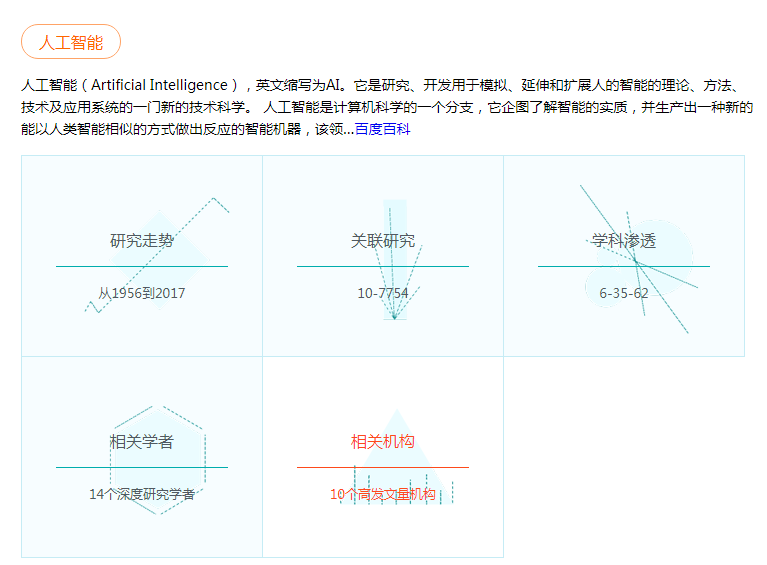 人工智能
人工智能（Artificial Intelligence），英文缩写为AI。它是研究、开发用于模拟、延伸和扩展人的智能的理论、方法、
技术及应用系统的一门新的技术科学。 人工智能是计算机科学的一个分支，它企图了解智能的实质，并生产出一种新的
能以人类智能相似的方式做出反应的智能机器，该领...百度百科
研究走势
从1956到2017
关联研究
10-7754
学科渗透
6-35-62
相关学者
14个深度研究学者
相关机构
10个高发文量机构